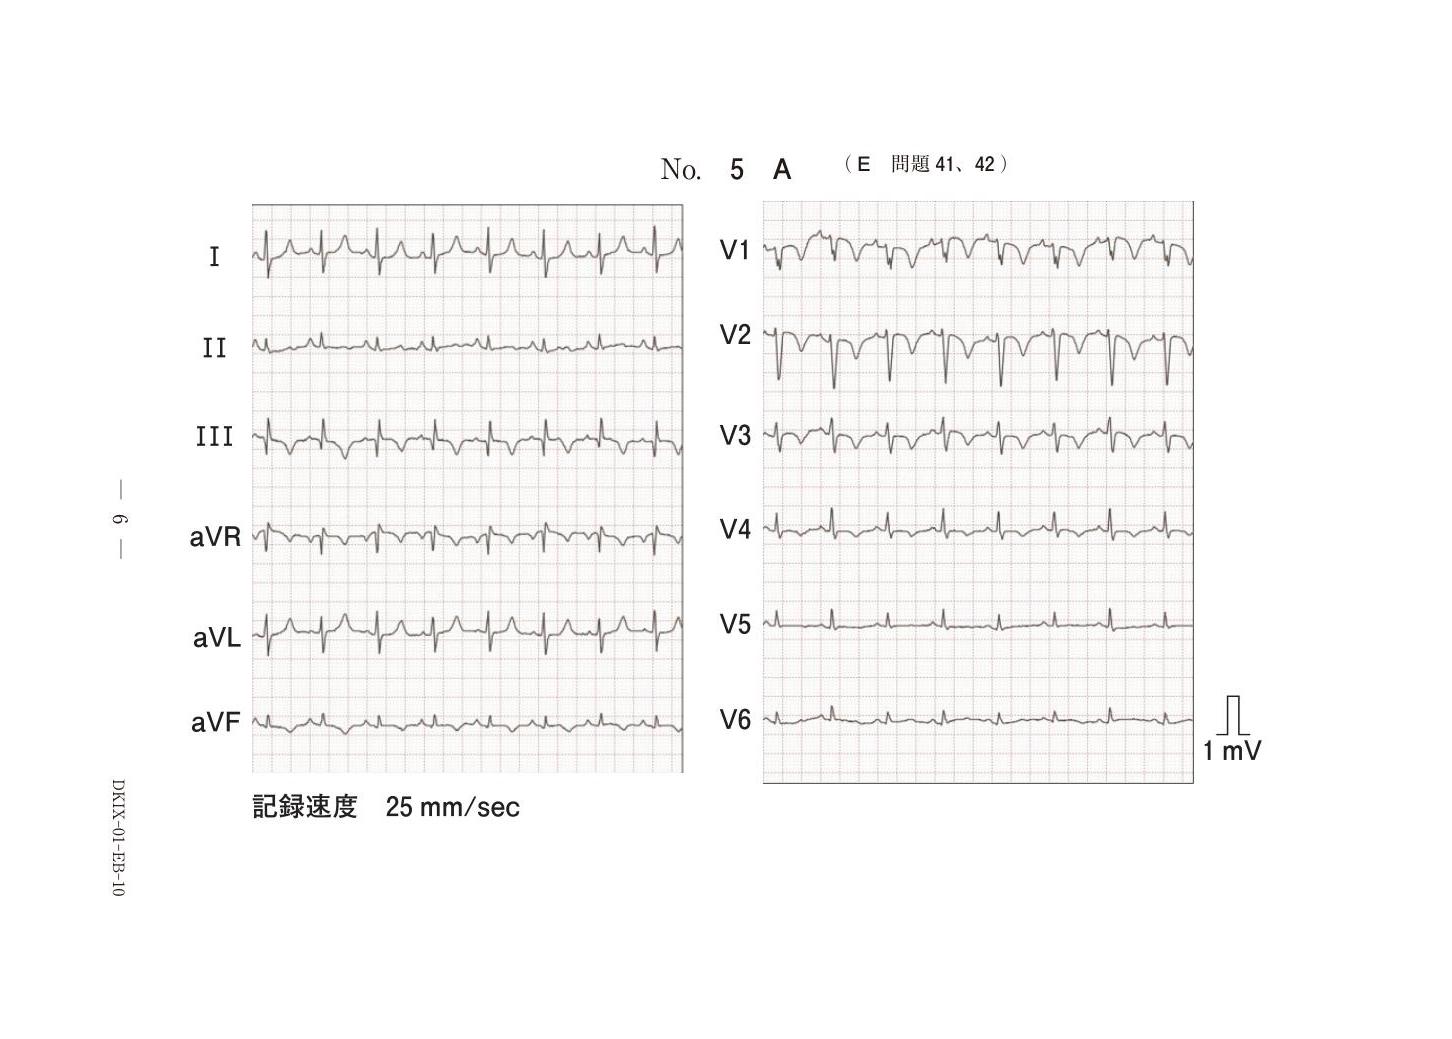 No. 5 A （E 問題 41、42）
I
II
III
aVR
aVL
aVF
V1
V2
V3
V4
V5
V6
1 mV
記録速度 25 mm/sec
— 6 —
DKIX-01-EB-10